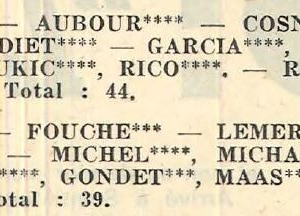 — AUBOUR**** — COSN
DIET**** — GARCIA****,
UKIC****, RICO****. — R
Total : 44.
— FOUCHE*** — LEMER
— MICHEL****, MICHA
****, GONDET***, MAAS**
otal : 39.